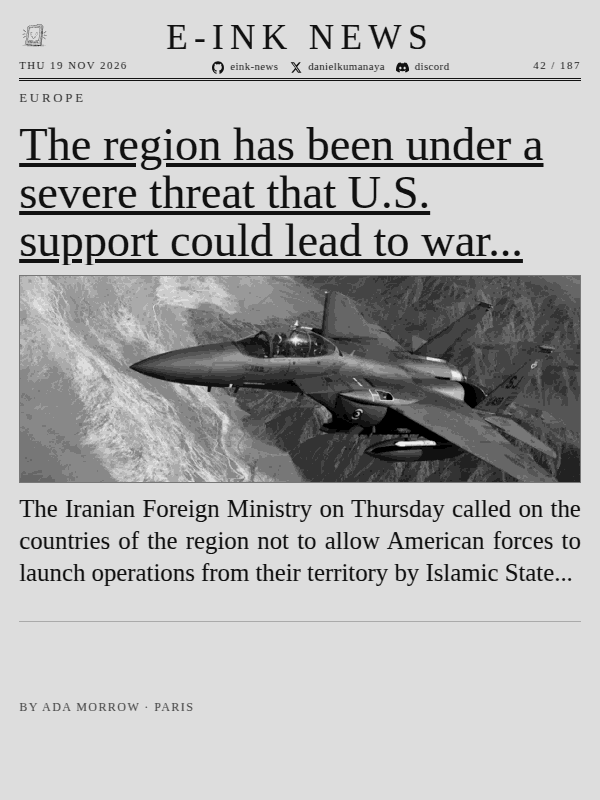 E-INK NEWS
THU 19 NOV 2026
eink-news danielkumanaya discord
42 / 187
EUROPE
The region has been under a
severe threat that U.S.
support could lead to war...
The Iranian Foreign Ministry on Thursday called on the
countries of the region not to allow American forces to
launch operations from their territory by Islamic State...
BY ADA MORROW · PARIS